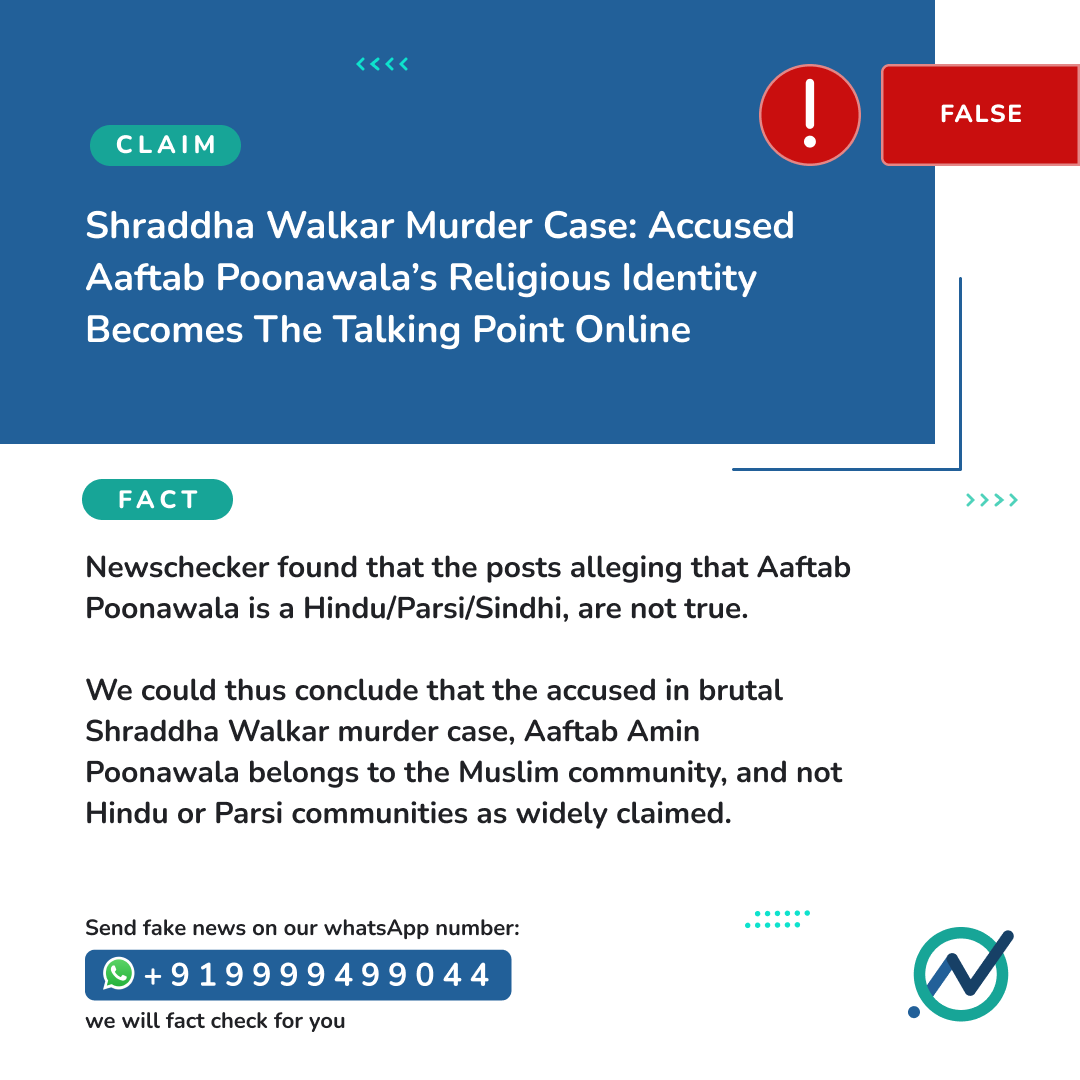 <<<<
FALSE
CLAIM
Shraddha Walkar Murder Case: Accused
Aaftab Poonawala’s Religious Identity
Becomes The Talking Point Online
FACT
>>>>
Newschecker found that the posts alleging that Aaftab
Poonawala is a Hindu/Parsi/Sindhi, are not true.
We could thus conclude that the accused in brutal
Shraddha Walkar murder case, Aaftab Amin
Poonawala belongs to the Muslim community, and not
Hindu or Parsi communities as widely claimed.
Send fake news on our whatsApp number:
+919999499044
we will fact check for you